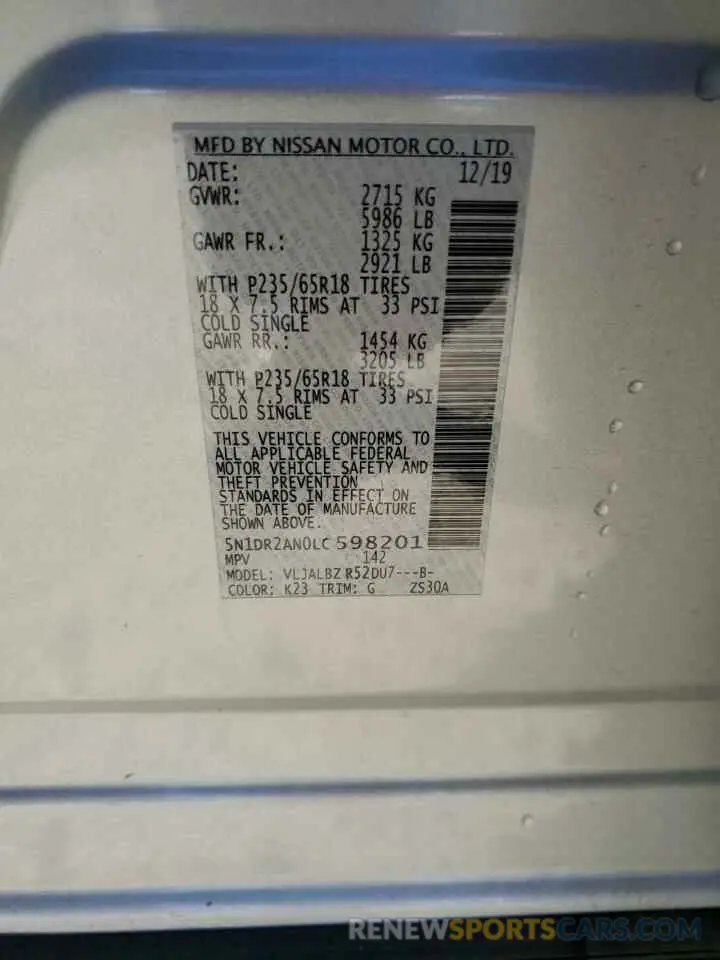 MFD BY NISSAN MOTOR CO., LTD.
DATE: 12/19
GVWR: 2715 KG
5986 LB
GAWR FR.: 1325 KG
2921 LB
WITH P235/65R18 TIRES
18 X 7.5 RIMS AT 33 PSI
COLD SINGLE
GAWR RR.: 1454 KG
3205 LB
WITH P235/65R18 TIRES
18 X 7.5 RIMS AT 33 PSI
COLD SINGLE
THIS VEHICLE CONFORMS TO
ALL APPLICABLE FEDERAL
MOTOR VEHICLE SAFETY AND
THEFT PREVENTION
STANDARDS IN EFFECT ON
THE DATE OF MANUFACTURE
SHOWN ABOVE.
5N1DR2AN0LC598201
MPV 142
MODEL: VLJALBZ R52DU7---B-
COLOR: K23 TRIM: G ZS30A
RENEWSPORTSCARS.COM